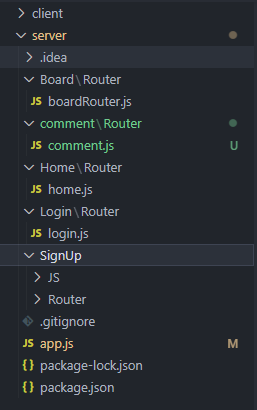 client
server
.idea
Board\Router
JS boardRouter.js
comment\Router
JS comment.js U
Home\Router
JS home.js
Login\Router
JS login.js
SignUp
JS
Router
.gitignore
JS app.js M
{} package-lock.json
{} package.json